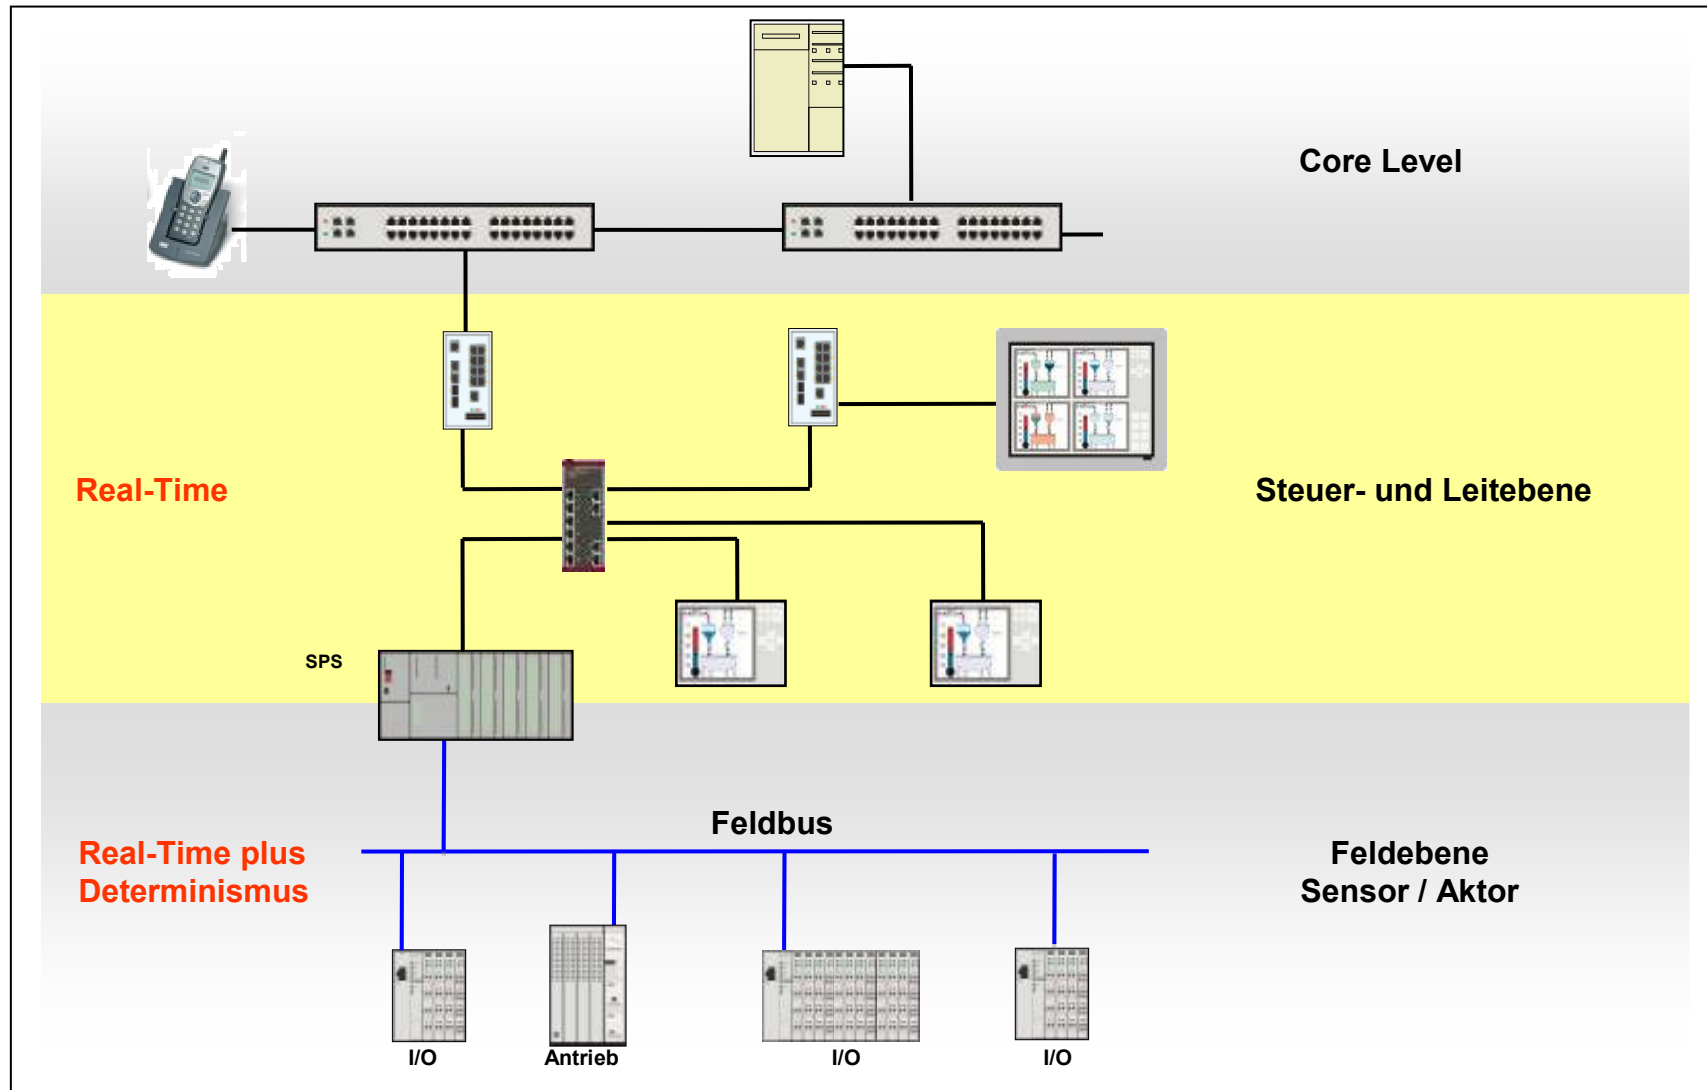 Core Level
Real-Time
Steuer- und Leitebene
SPS
Feldbus
Real-Time plus
Determinismus
Feldebene
Sensor / Aktor
I/O
Antrieb
I/O
I/O